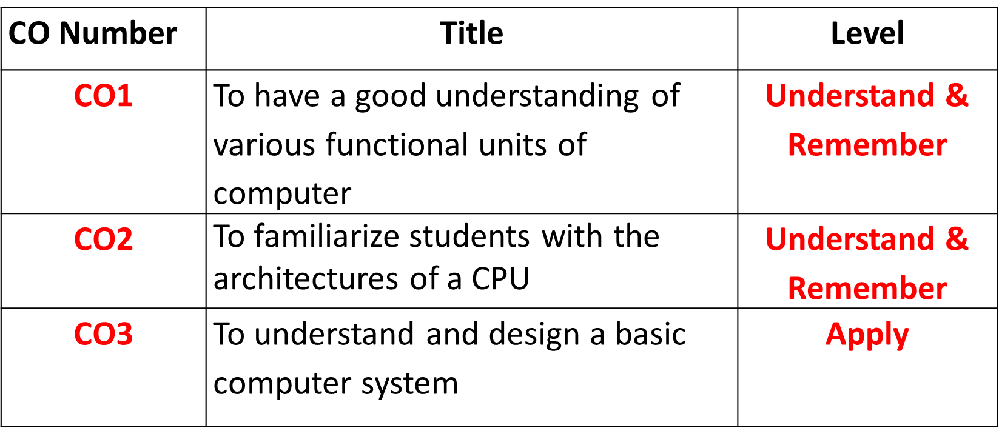 CO Number Title Level
CO1 To have a good understanding of Understand &
various functional units of Remember
computer
CO2 To familiarize students with the Understand &
architectures of a CPU Remember
CO3 To understand and design a basic Apply
computer system